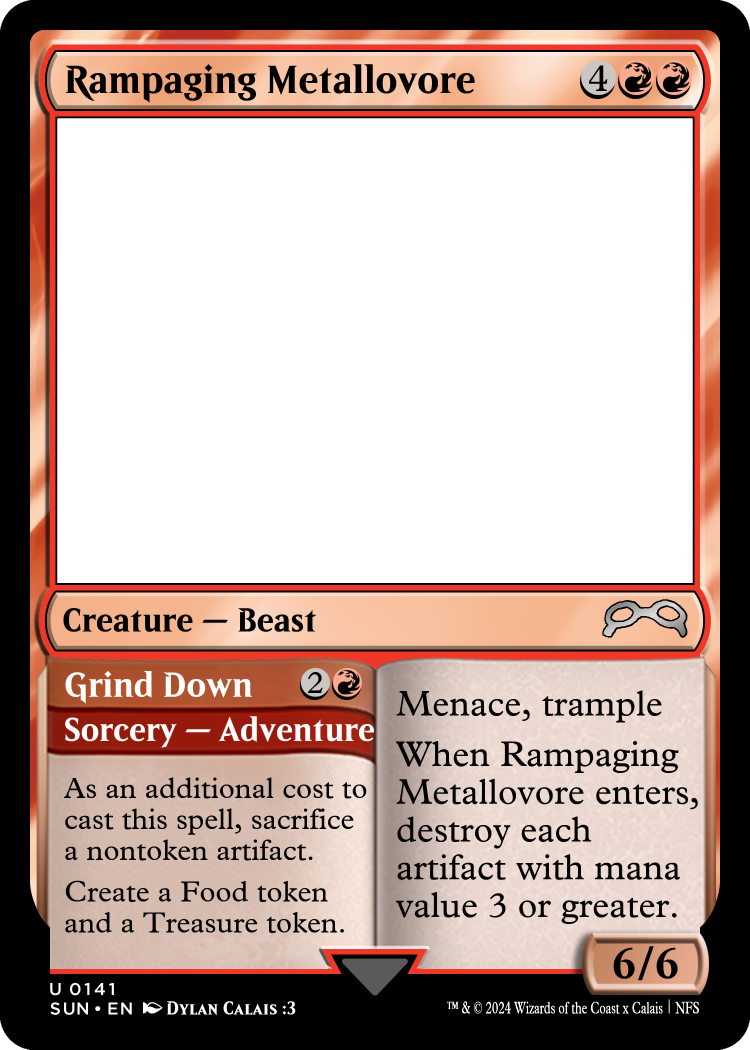 Rampaging Metallovore 4
Creature — Beast
Grind Down 2
Sorcery — Adventure
As an additional cost to
cast this spell, sacrifice
a nontoken artifact.
Create a Food token
and a Treasure token.
Menace, trample
When Rampaging
Metallovore enters,
destroy each
artifact with mana
value 3 or greater.
6/6
U 0141
SUN • EN Dylan Calais :3
™ & © 2024 Wizards of the Coast x Calais | NFS